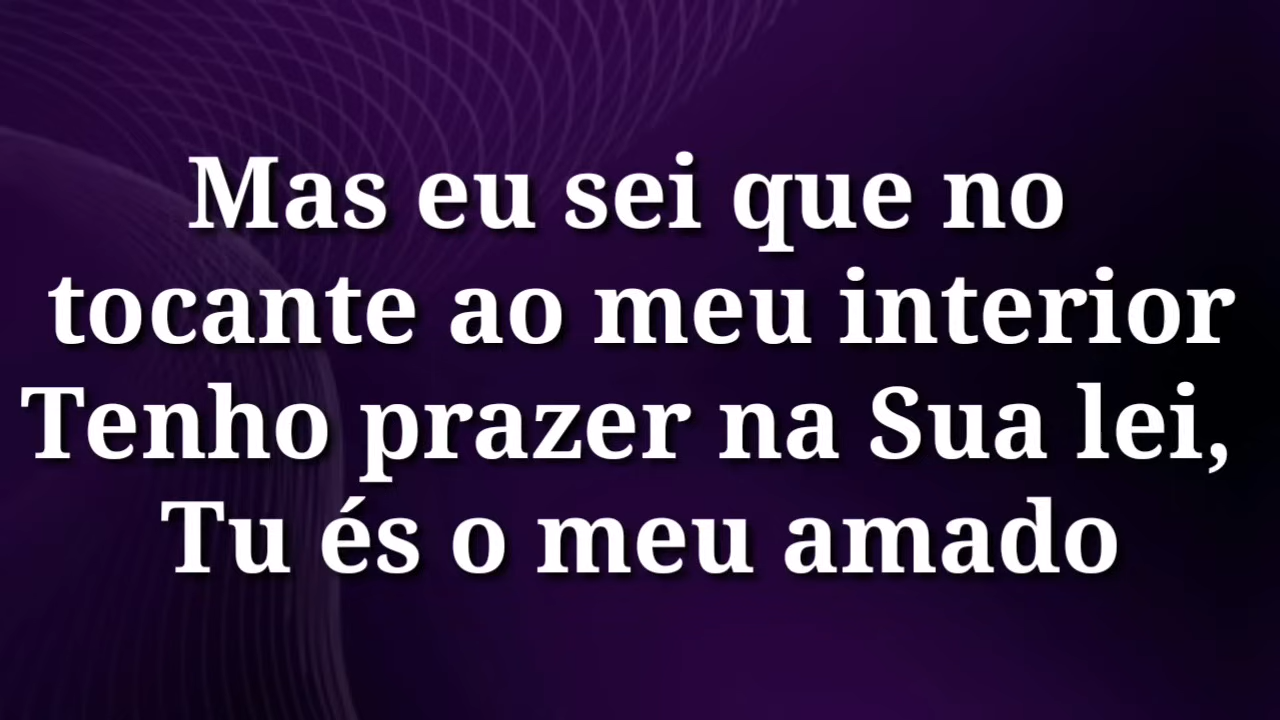 Mas eu sei que no
tocante ao meu interior
Tenho prazer na Sua lei,
Tu és o meu amado